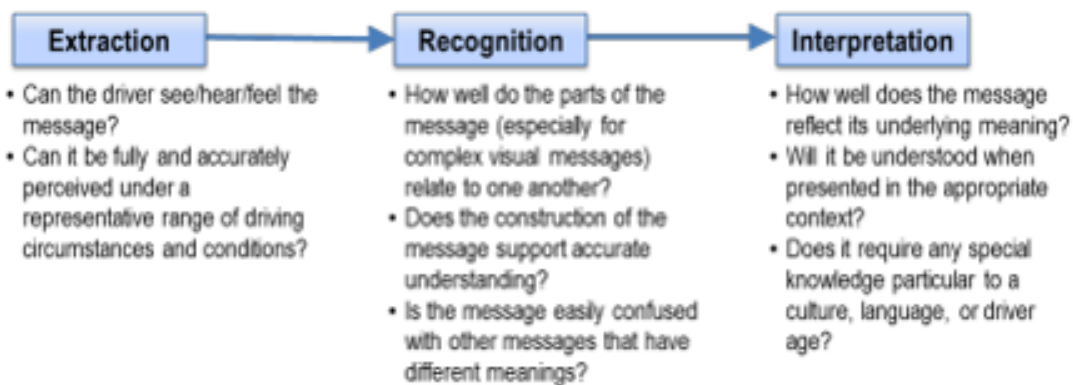 Extraction
• Can the driver see/hear/feel the
message?
• Can it be fully and accurately
perceived under a
representative range of driving
circumstances and conditions?
Recognition
• How well do the parts of the
message (especially for
complex visual messages)
relate to one another?
• Does the construction of the
message support accurate
understanding?
• Is the message easily confused
with other messages that have
different meanings?
Interpretation
• How well does the message
reflect its underlying meaning?
• Will it be understood when
presented in the appropriate
context?
• Does it require any special
knowledge particular to a
culture, language, or driver
age?